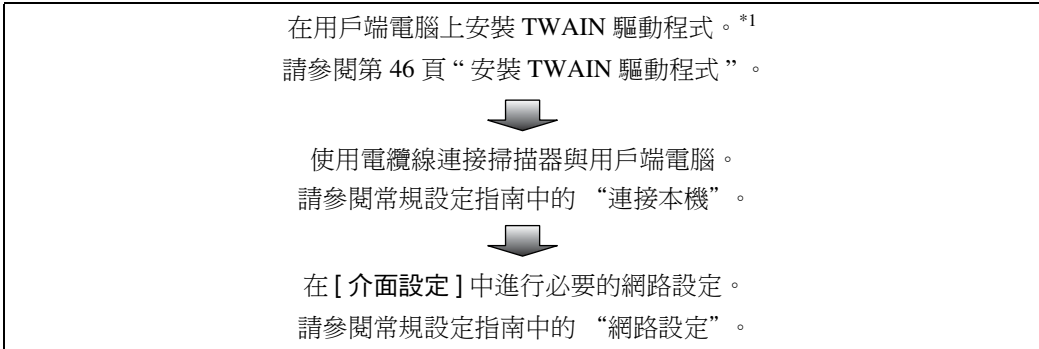 在用戶端電腦上安裝 TWAIN 驅動程式。*1
請參閱第 46 頁 “ 安裝 TWAIN 驅動程式 ” 。
使用電纜線連接掃描器與用戶端電腦。
請參閱常規設定指南中的 “連接本機”。
在 [ 介面設定 ] 中進行必要的網路設定。
請參閱常規設定指南中的 “網路設定”。